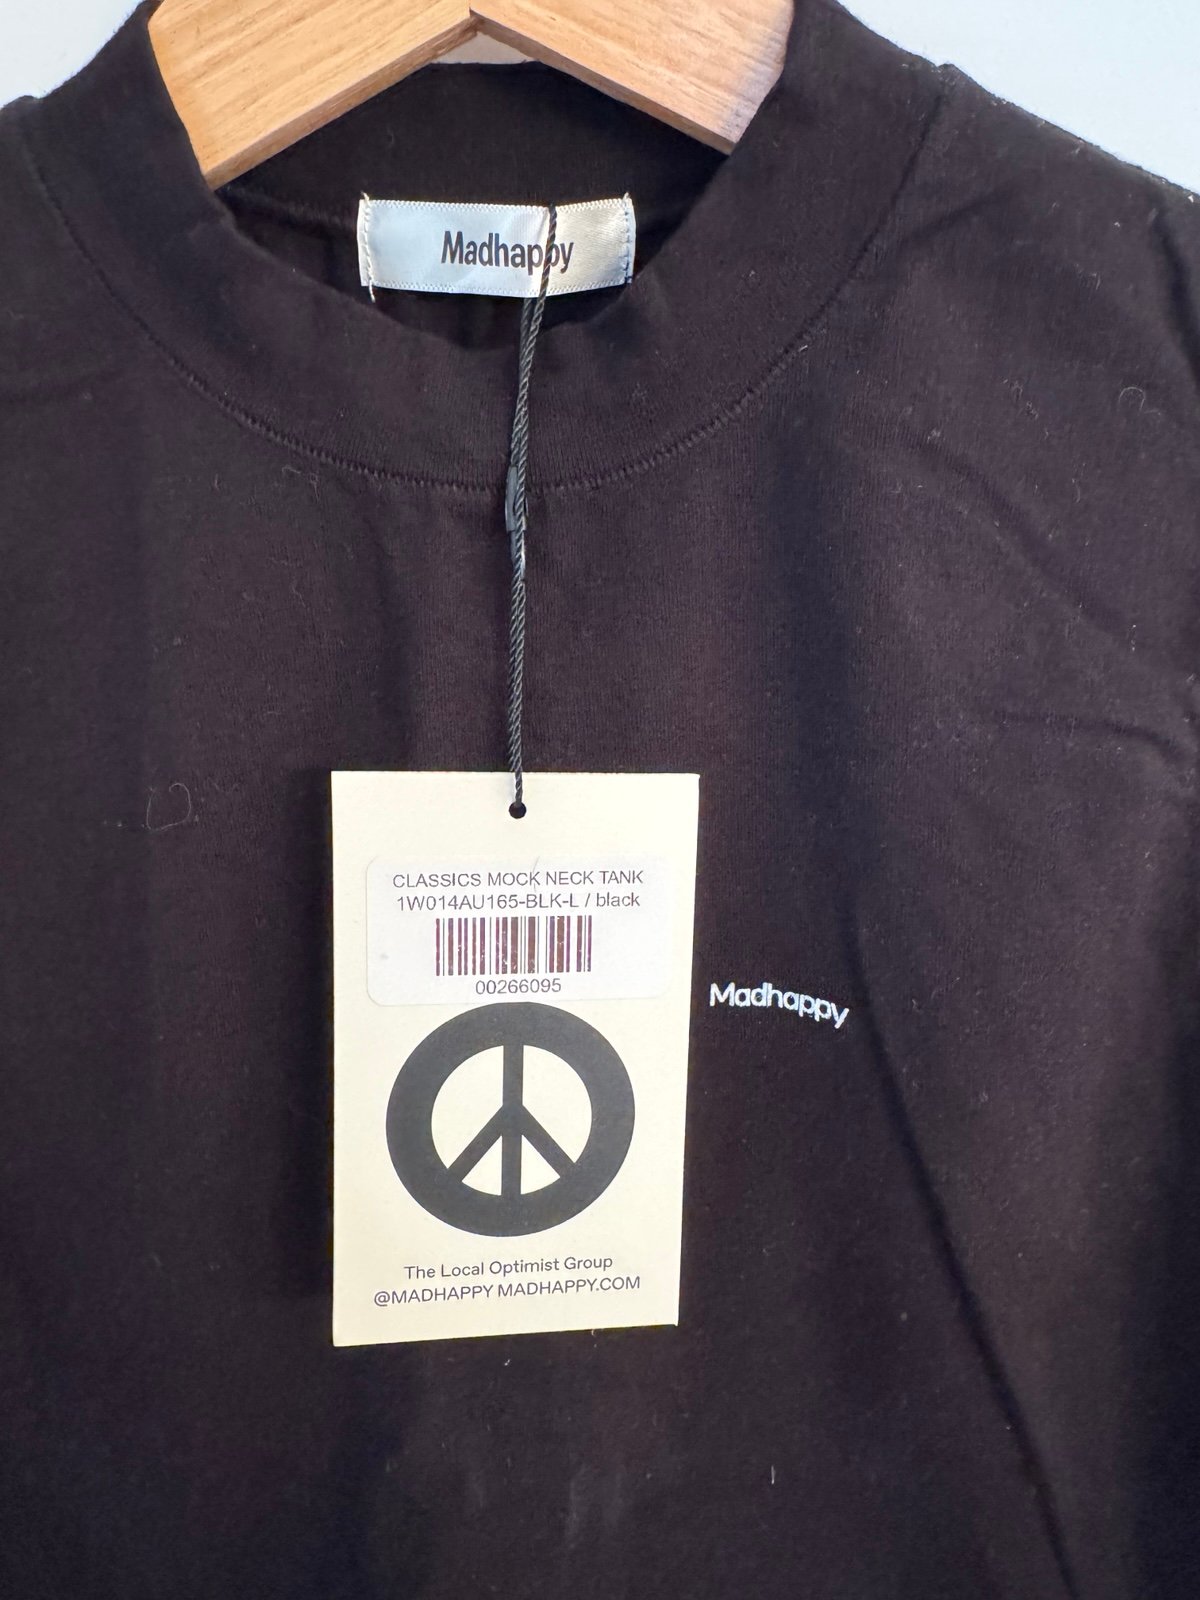 Madhappy
CLASSICS MOCK NECK TANK
1W014AU165-BLK-L / black
00266095
Madhappy
The Local Optimist Group
@MADHAPPY MADHAPPY.COM